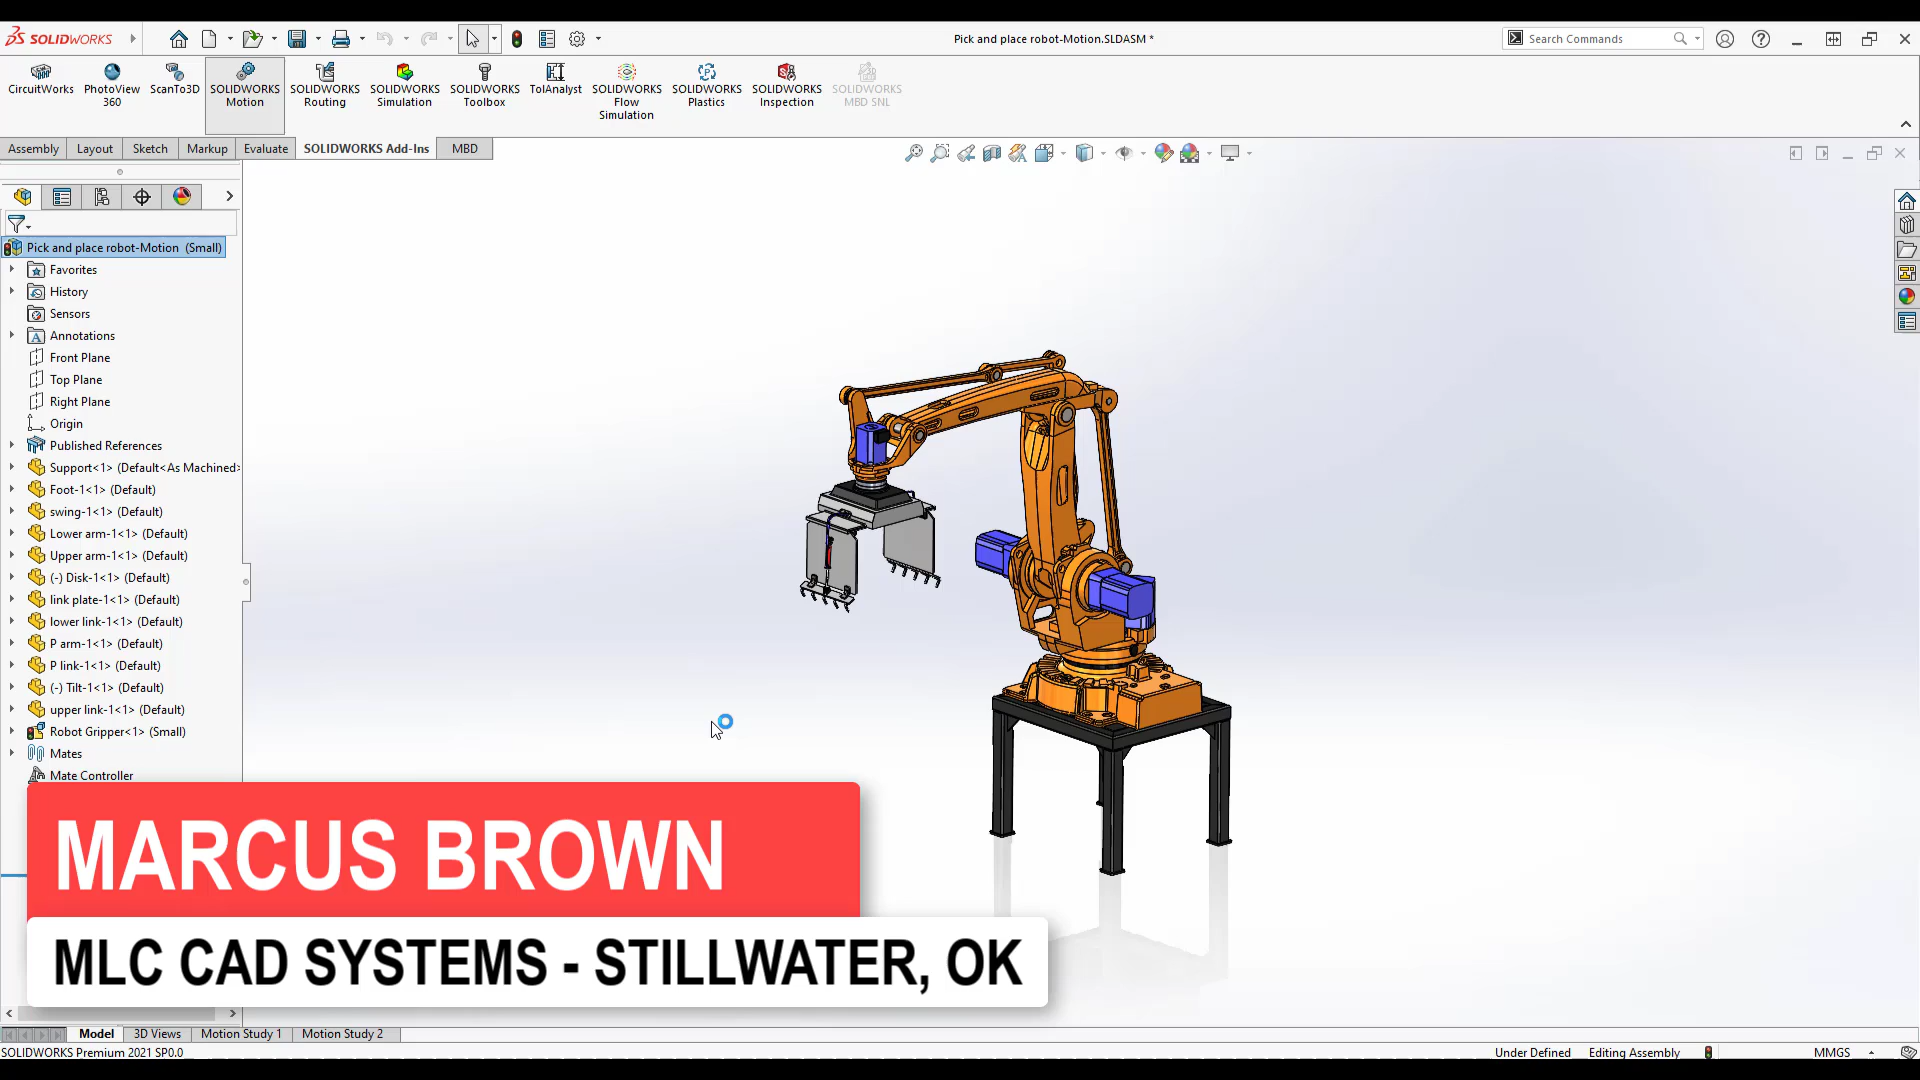 SOLIDWORKS
Pick and place robot-Motion.SLDASM *
Search Commands
CircuitWorks
PhotoView 360
ScanTo3D
SOLIDWORKS Motion
SOLIDWORKS Routing
SOLIDWORKS Simulation
SOLIDWORKS Toolbox
TolAnalyst
SOLIDWORKS Flow Simulation
SOLIDWORKS Plastics
SOLIDWORKS Inspection
SOLIDWORKS MBD SNL
Assembly
Layout
Sketch
Markup
Evaluate
SOLIDWORKS Add-Ins
MBD
Pick and place robot-Motion (Small)
Favorites
History
Sensors
Annotations
Front Plane
Top Plane
Right Plane
Origin
Published References
Support<1> (Default<As Machined>
Foot-1<1> (Default)
swing-1<1> (Default)
Lower arm-1<1> (Default)
Upper arm-1<1> (Default)
(-) Disk-1<1> (Default)
link plate-1<1> (Default)
lower link-1<1> (Default)
P arm-1<1> (Default)
P link-1<1> (Default)
(-) Tilt-1<1> (Default)
upper link-1<1> (Default)
Robot Gripper<1> (Small)
Mates
Mate Controller
MARCUS BROWN
MLC CAD SYSTEMS - STILLWATER, OK
Model
3D Views
Motion Study 1
Motion Study 2
SOLIDWORKS Premium 2021 SP0.0
Under Defined
Editing Assembly
MMGS